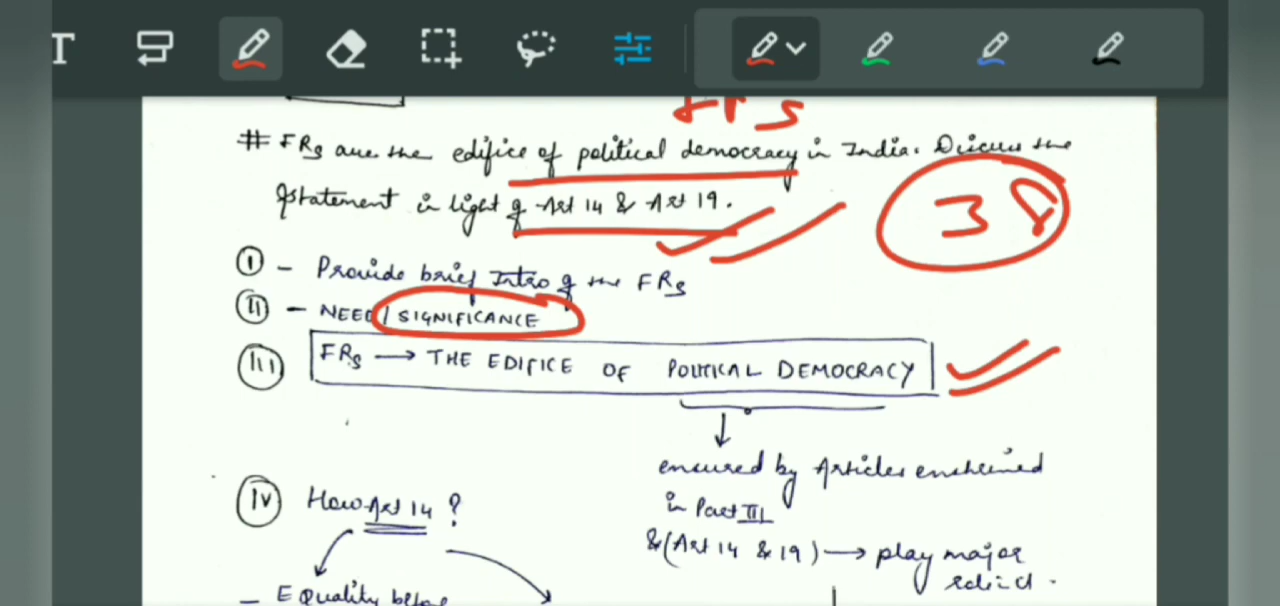 T
FRS
# FRs are the edifice of political democracy in India. Discuss the
statement in light of Art 14 & Art 19.
I - Provide brief Intro of the FRs
II - NEED / SIGNIFICANCE
III FRs → THE EDIFICE OF POLITICAL DEMOCRACY
ensured by Articles enshrined
in Part III
& (Art 14 & 19) → play major
IV How Art 14 ?
- Equality before